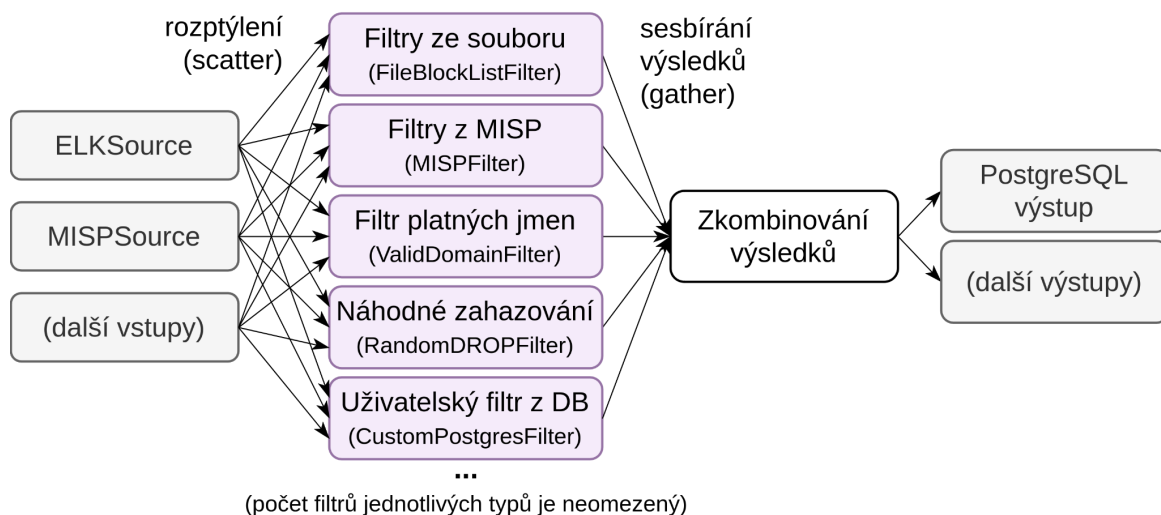 rozptýlení
(scatter)
ELKSource
MISPSource
(další vstupy)
Filtry ze souboru
(FileBlockListFilter)
Filtry z MISP
(MISPFilter)
Filtr platných jmen
(ValidDomainFilter)
Náhodné zahazování
(RandomDROPFilter)
Uživatelský filtr z DB
(CustomPostgresFilter)
...
(počet filtrů jednotlivých typů je neomezený)
sesbírání
výsledků
(gather)
Zkombinování
výsledků
PostgreSQL
výstup
(další výstupy)